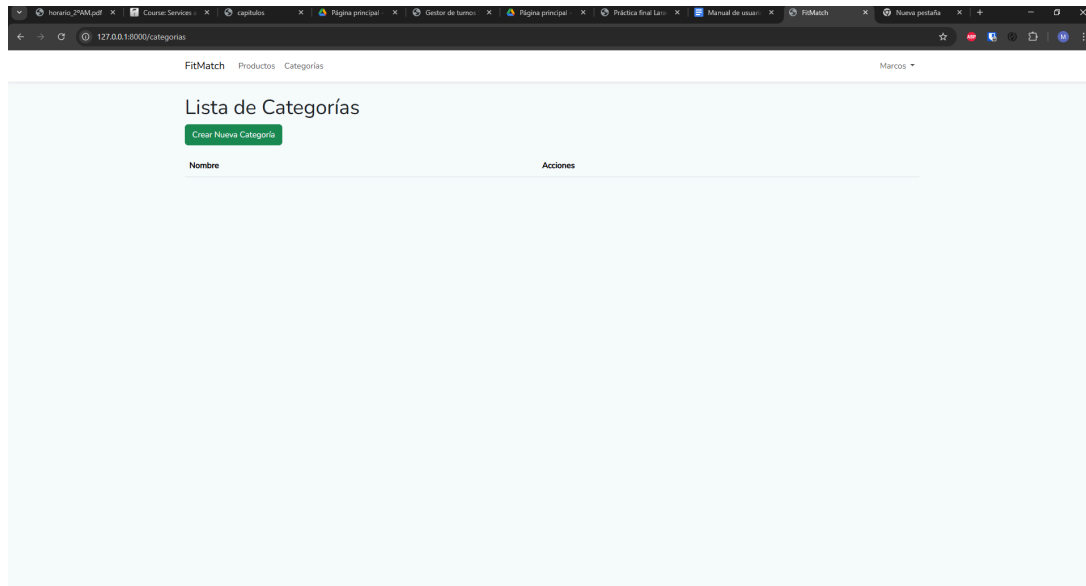 horario_2ºAM.pdf
Course: Services
capitulos
Página principal -
Gestor de turnos
Página principal -
Práctica final Lara
Manual de usuari
FitMatch
Nueva pestaña
127.0.0.1:8000/categorias
ABP
M
FitMatch Productos Categorías Marcos
Lista de Categorías
Crear Nueva Categoría
Nombre Acciones